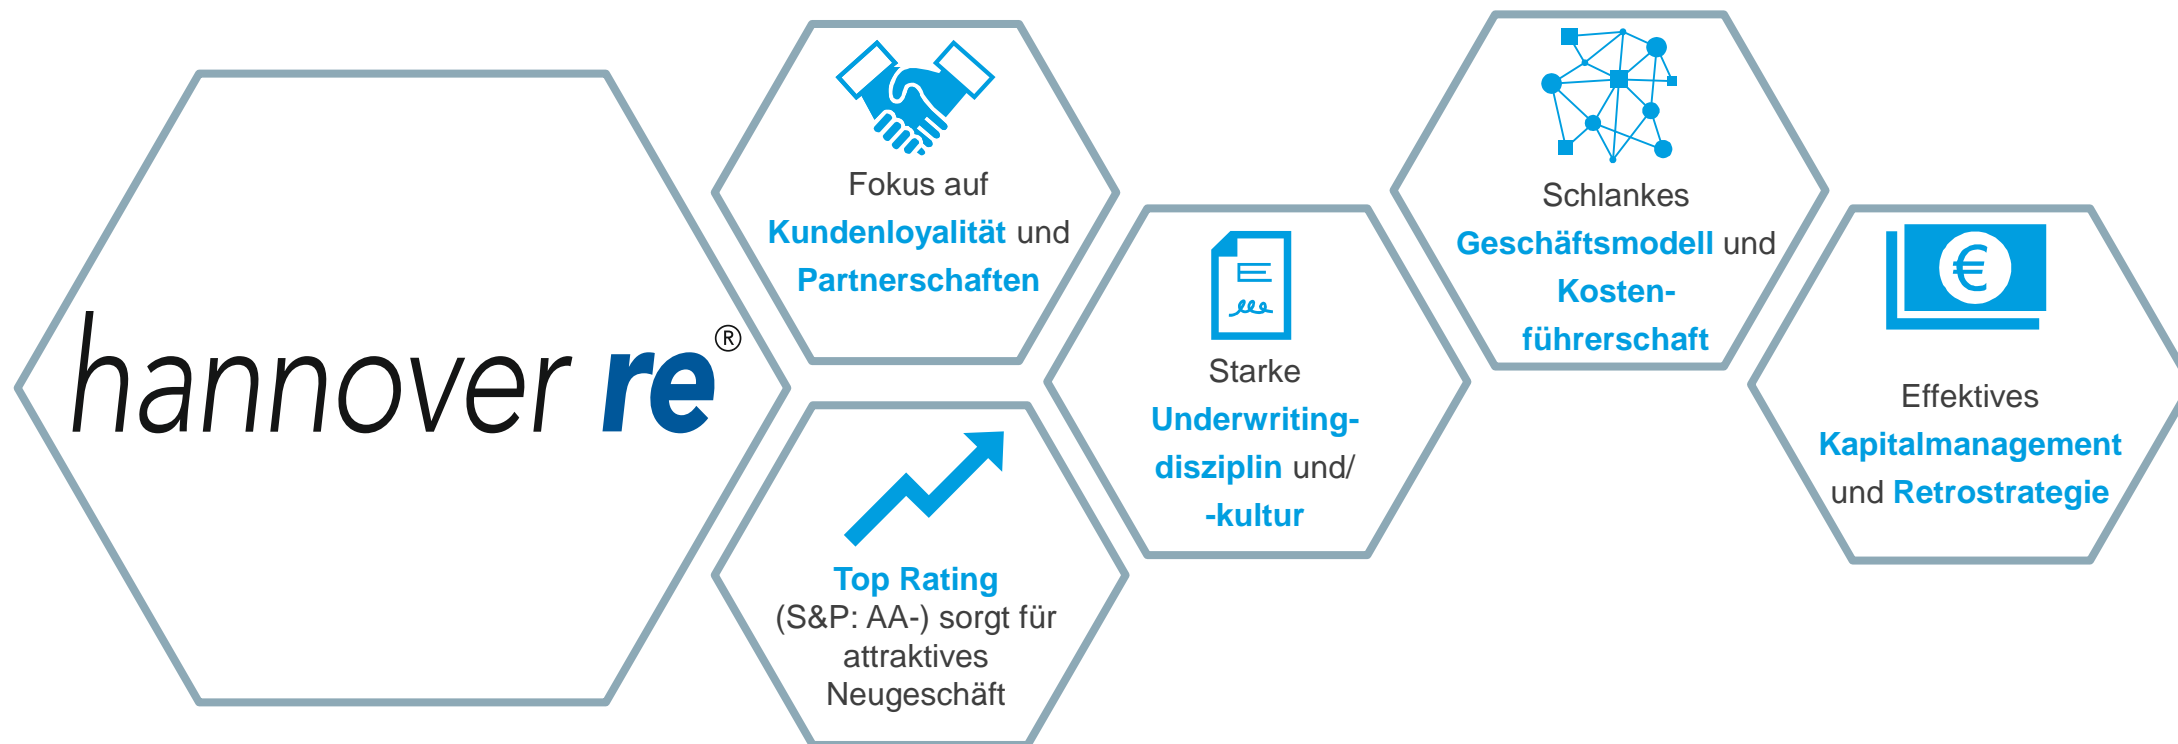 hannover re®
Fokus auf
Kundenloyalität und
Partnerschaften
Top Rating
(S&P: AA-) sorgt für
attraktives
Neugeschäft
Starke
Underwriting-
disziplin und/
-kultur
Schlankes
Geschäftsmodell und
Kosten-
führerschaft
€
Effektives
Kapitalmanagement
und Retrostrategie